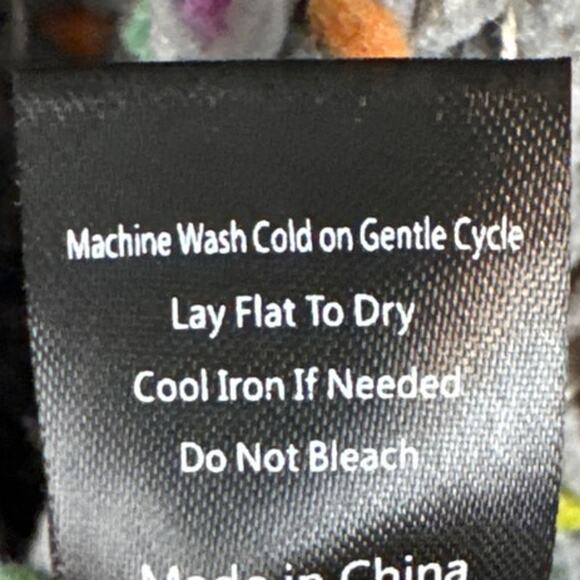 Machine Wash Cold on Gentle Cycle
Lay Flat To Dry
Cool Iron If Needed
Do Not Bleach
Made in China